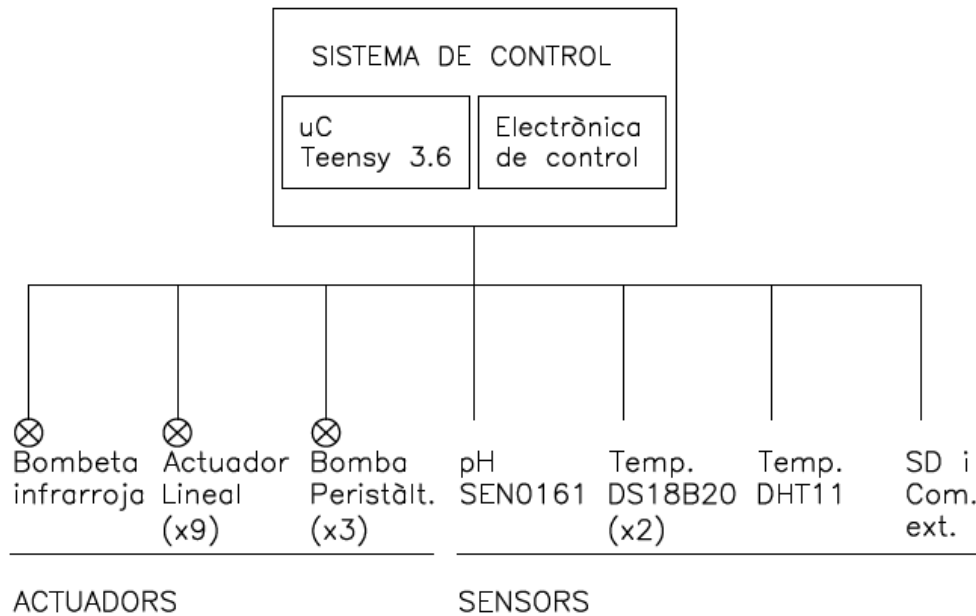 SISTEMA DE CONTROL
uC
Teensy 3.6
Electrònica
de control
Bombeta
infrarroja
Actuador
Lineal
(x9)
Bomba
Peristàlt.
(x3)
pH
SEN0161
Temp.
DS18B20
(x2)
Temp.
DHT11
SD i
Com.
ext.
ACTUADORS
SENSORS